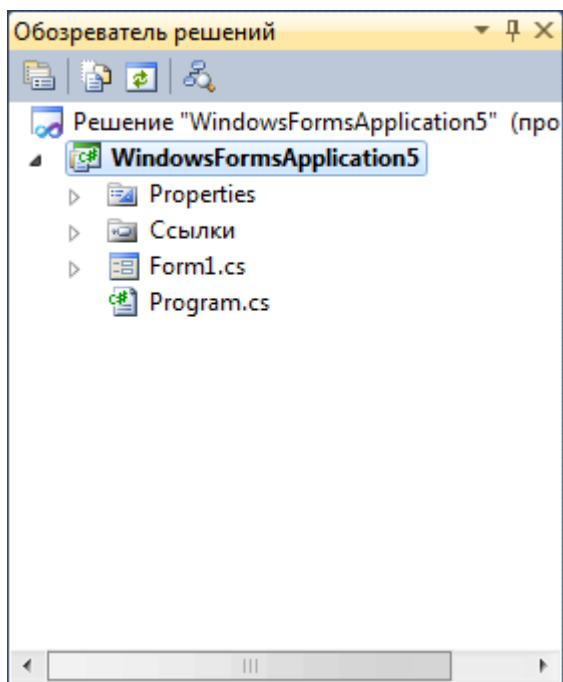 Обозреватель решений
Решение "WindowsFormsApplication5" (про
WindowsFormsApplication5
Properties
Ссылки
Form1.cs
Program.cs